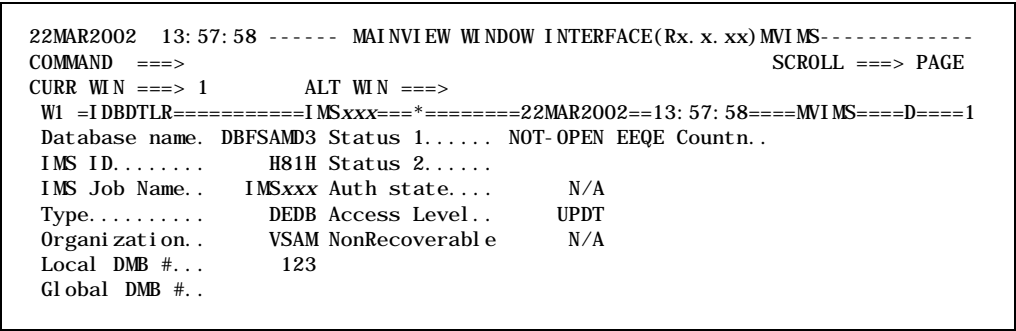 22MAR2002  13:57:58 ------ MAINVIEW WINDOW INTERFACE(Rx.x.xx)MVIMS-------------
COMMAND  ===>                                                 SCROLL ===> PAGE
CURR WIN ===> 1        ALT WIN ===>
W1 =IDBDTLR===========IMSxxx===*========22MAR2002==13:57:58====MVIMS====D====1
Database name. DBFSAMD3 Status 1...... NOT-OPEN EEQE Countn..
IMS ID........     H81H Status 2......
IMS Job Name..   IMSxxx Auth state....      N/A
Type..........     DEDB Access Level..     UPDT
Organization..     VSAM NonRecoverable      N/A
Local DMB #...      123
Global DMB #..